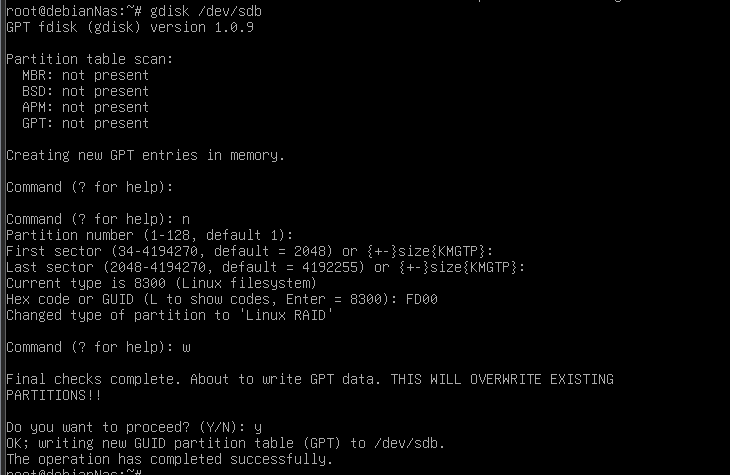 root@debianNas:~# gdisk /dev/sdb
GPT fdisk (gdisk) version 1.0.9
Partition table scan:
MBR: not present
BSD: not present
APM: not present
GPT: not present
Creating new GPT entries in memory.
Command (? for help):
Command (? for help): n
Partition number (1-128, default 1):
First sector (34-4194270, default = 2048) or {+-}size{KMGTP}:
Last sector (2048-4194270, default = 4192255) or {+-}size{KMGTP}:
Current type is 8300 (Linux filesystem)
Hex code or GUID (L to show codes, Enter = 8300): FD00
Changed type of partition to 'Linux RAID'
Command (? for help): w
Final checks complete. About to write GPT data. THIS WILL OVERWRITE EXISTING
PARTITIONS!!
Do you want to proceed? (Y/N): y
OK; writing new GUID partition table (GPT) to /dev/sdb.
The operation has completed successfully.
root@debianNas:~#